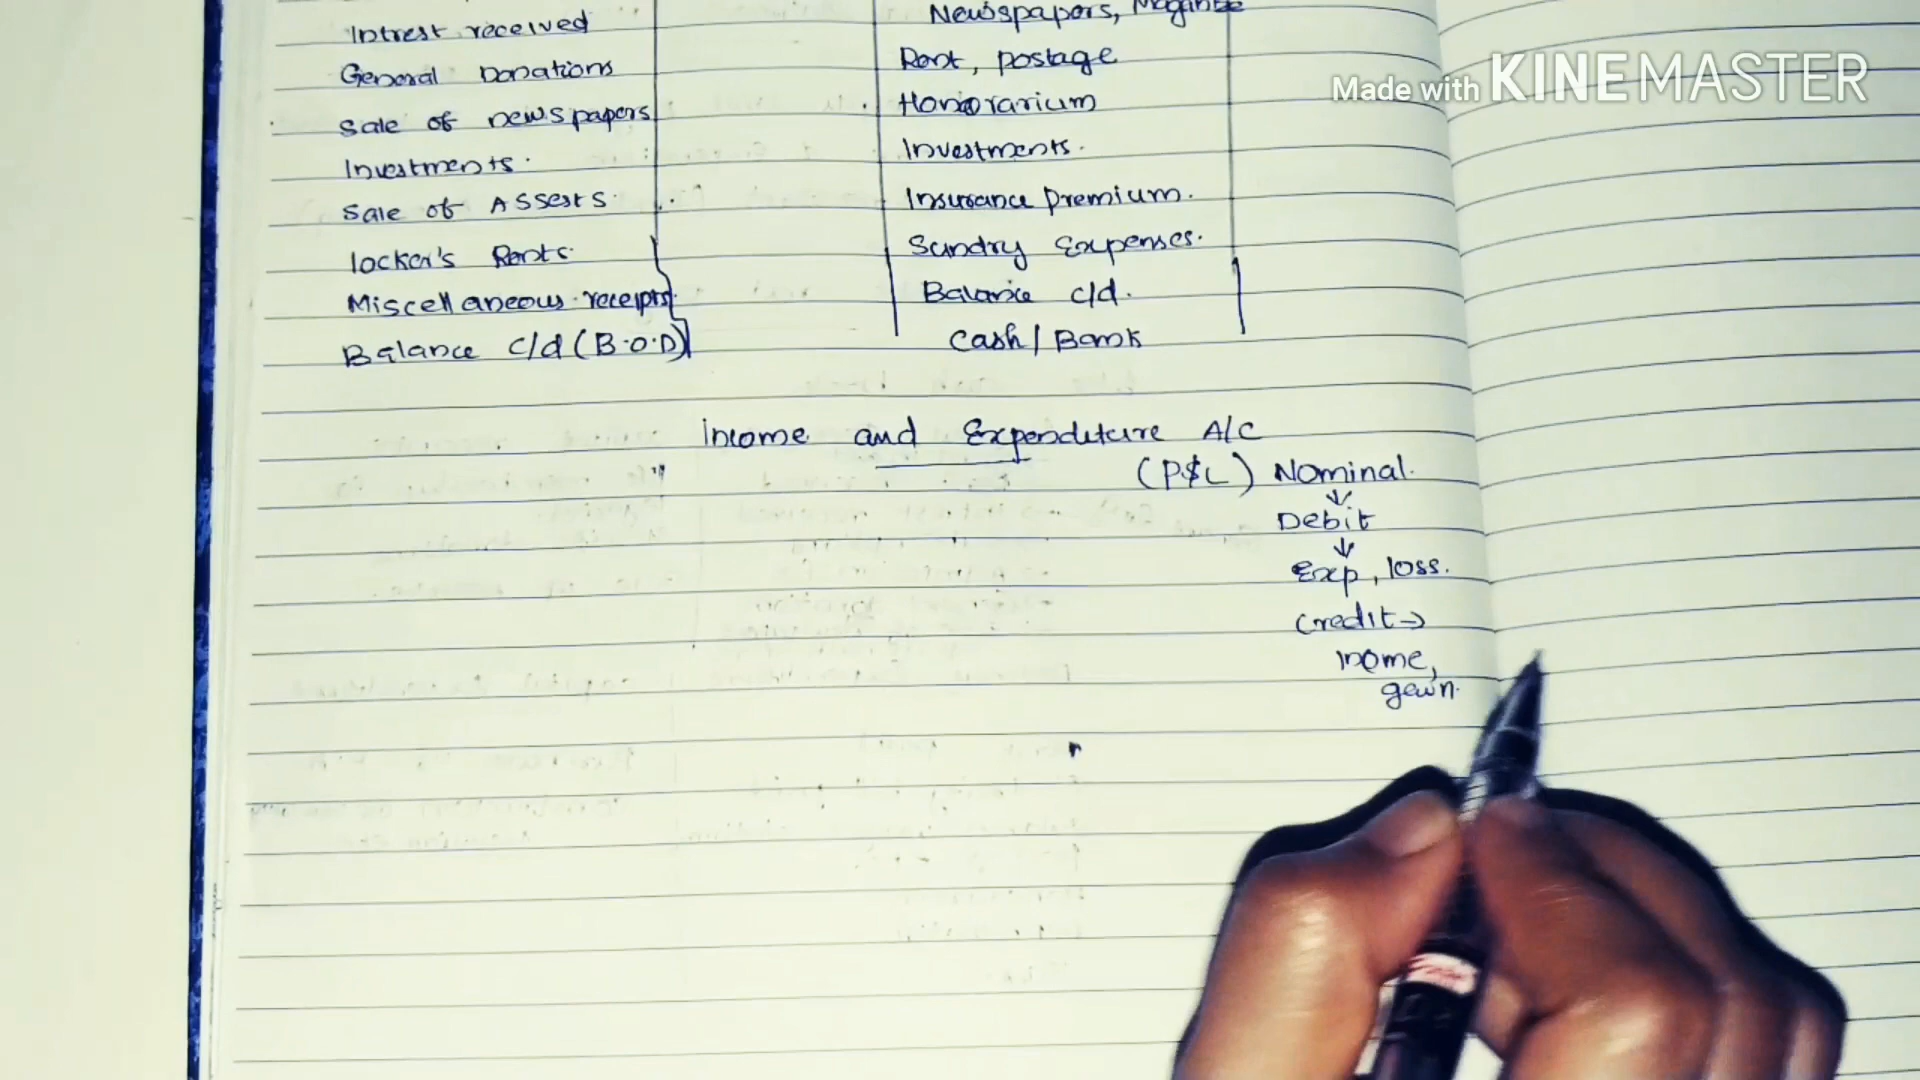 Intrest received
General Donations
Sale of newspapers
Investments.
Sale of Assests.
locker's Rents.
Miscellaneous receipts.
Balance c/d (B.O.D)
Newspapers,
Rent, postage
Honorarium
Investments.
Insurance premium.
Sundry Expenses.
Balance c/d.
Cash / Bank
Made with KINEMASTER
Income and Expenditure A/C
(P&L) Nominal.
↓
Debit
↓
Exp, loss.
Credit →
Inome,
gain.